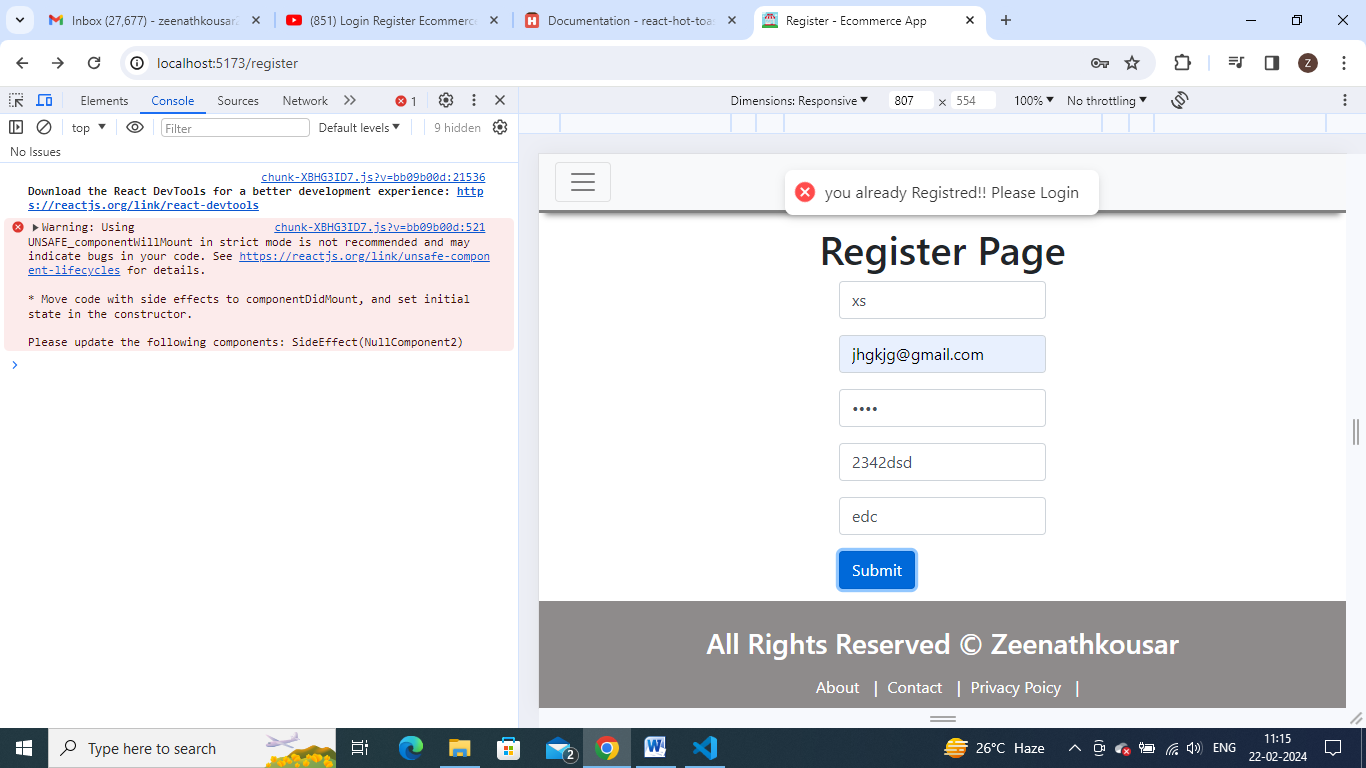 Inbox (27,677) - zeenathkousar2
(851) Login Register Ecommerce
Documentation - react-hot-toas
Register - Ecommerce App
localhost:5173/register
Z
Elements
Console
Sources
Network
1
Dimensions: Responsive
807
×
554
100%
No throttling
top
Filter
Default levels
9 hidden
No Issues
chunk-XBHG3ID7.js?v=bb09b00d:21536
Download the React DevTools for a better development experience: http
s://reactjs.org/link/react-devtools
Warning: Using
chunk-XBHG3ID7.js?v=bb09b00d:521
UNSAFE_componentWillMount in strict mode is not recommended and may
indicate bugs in your code. See https://reactjs.org/link/unsafe-compon
ent-lifecycles for details.
* Move code with side effects to componentDidMount, and set initial
state in the constructor.
Please update the following components: SideEffect(NullComponent2)
you already Registred!! Please Login
Register Page
xs
jhgkjg@gmail.com
••••
2342dsd
edc
Submit
All Rights Reserved © Zeenathkousar
About | Contact | Privacy Poicy |
Type here to search
2
26°C Haze
ENG
11:15
22-02-2024